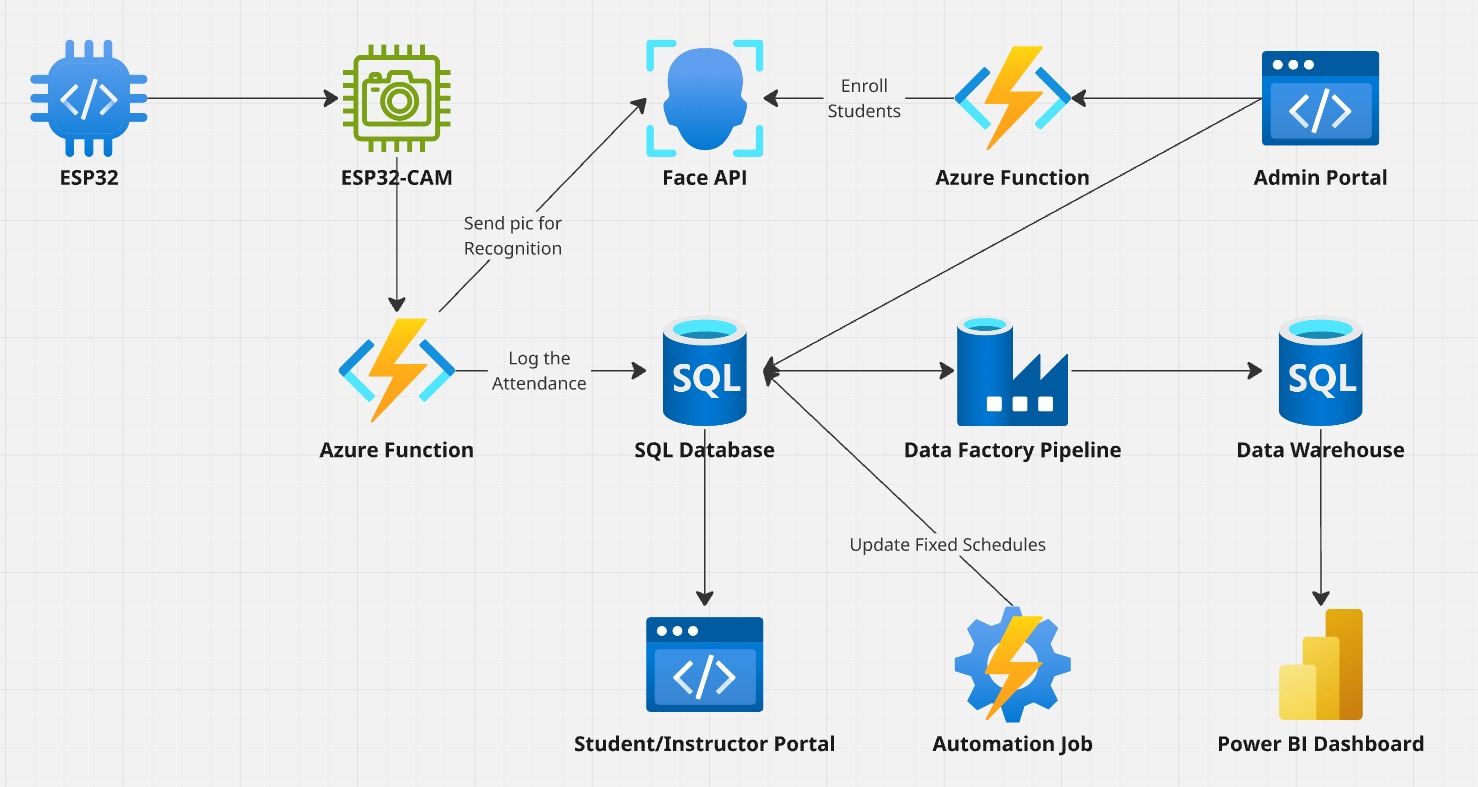 Enroll
Students
ESP32
ESP32-CAM
Face API
Azure Function
Admin Portal
Send pic for
Recognition
Log the
Attendance
SQL
SQL
Azure Function
SQL Database
Data Factory Pipeline
Data Warehouse
Update Fixed Schedules
Student/Instructor Portal
Automation Job
Power BI Dashboard